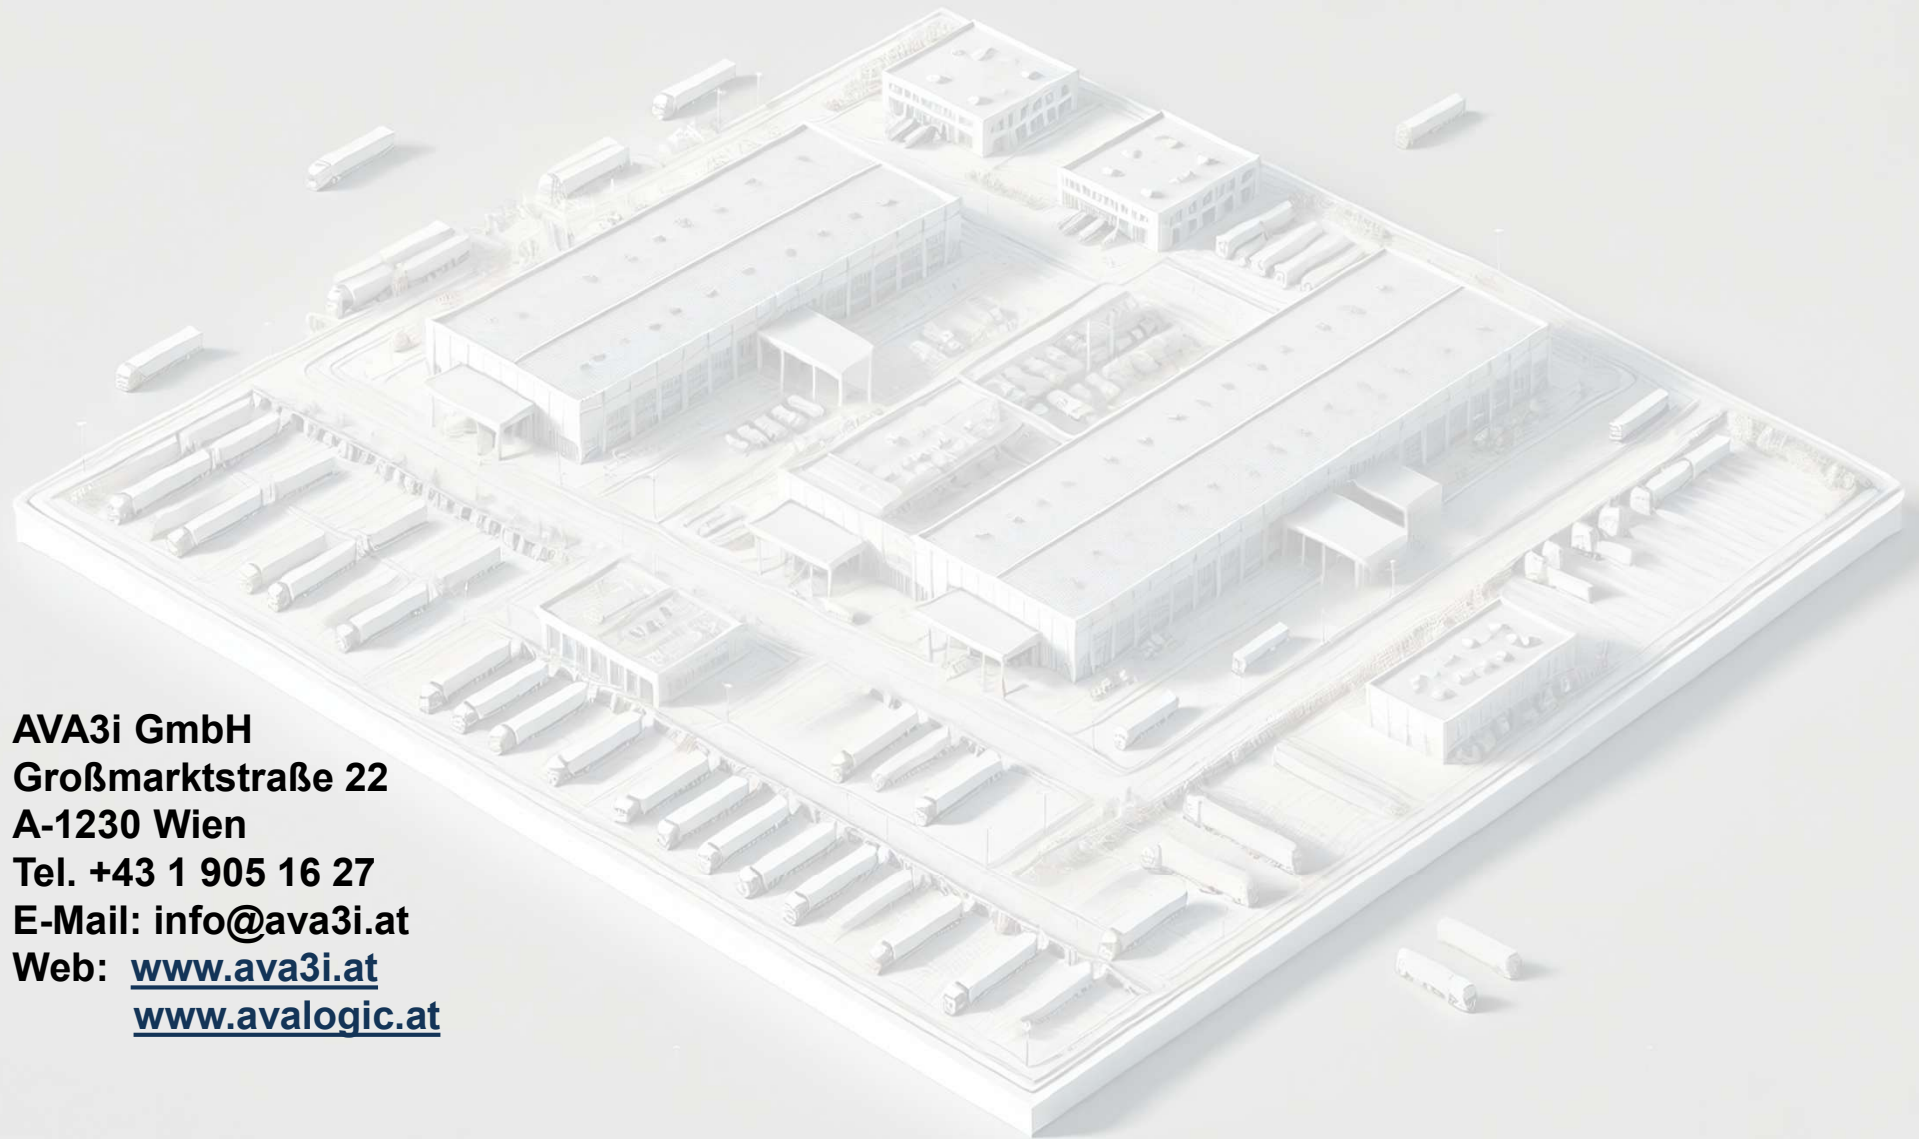 AVA3i GmbH
Großmarktstraße 22
A-1230 Wien
Tel. +43 1 905 16 27
E-Mail: info@ava3i.at
Web: www.ava3i.at
www.avalogic.at